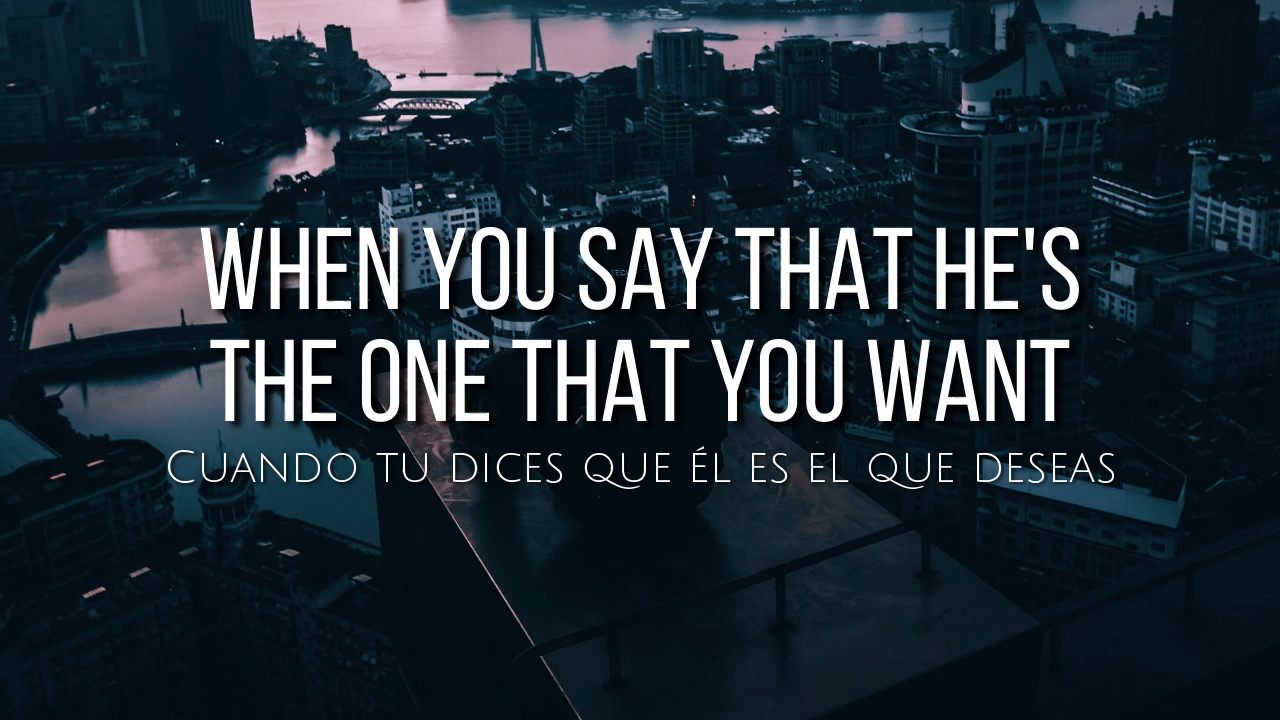 WHEN YOU SAY THAT HE'S
THE ONE THAT YOU WANT
CUANDO TU DICES QUE ÉL ES EL QUE DESEAS